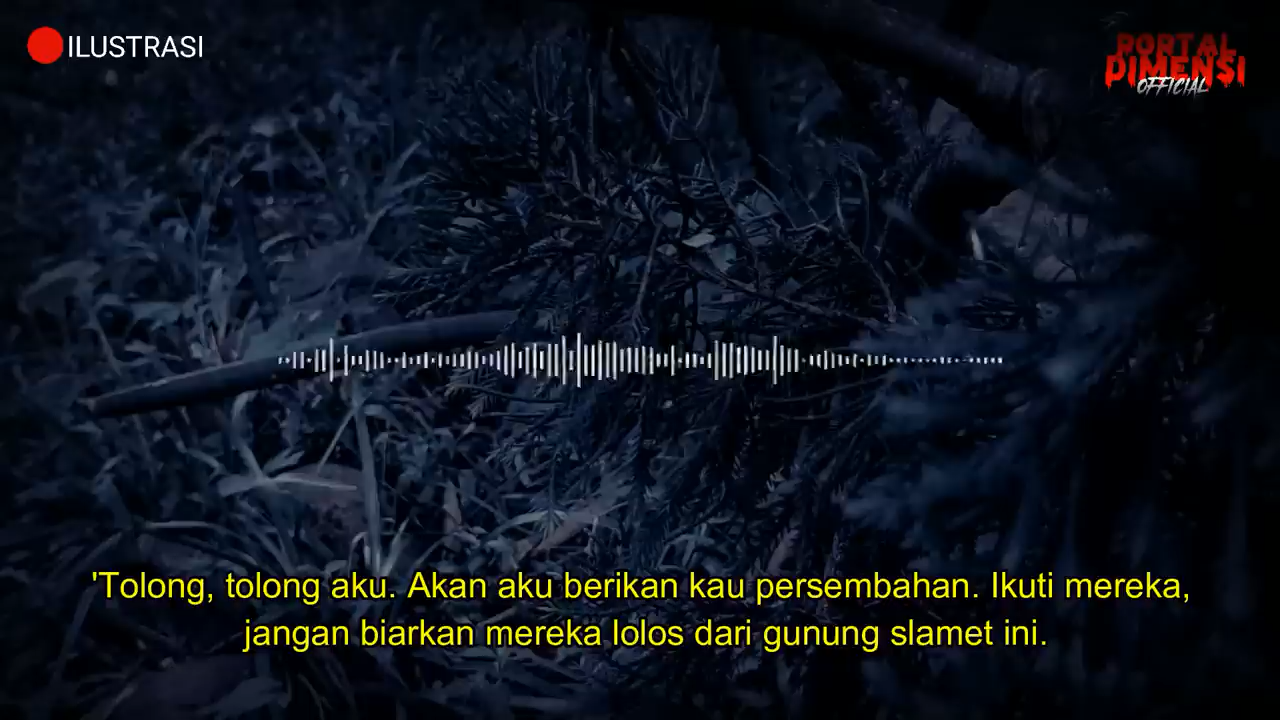 ILUSTRASI
PORTAL
DIMENSI
OFFICIAL
'Tolong, tolong aku. Akan aku berikan kau persembahan. Ikuti mereka,
jangan biarkan mereka lolos dari gunung slamet ini.